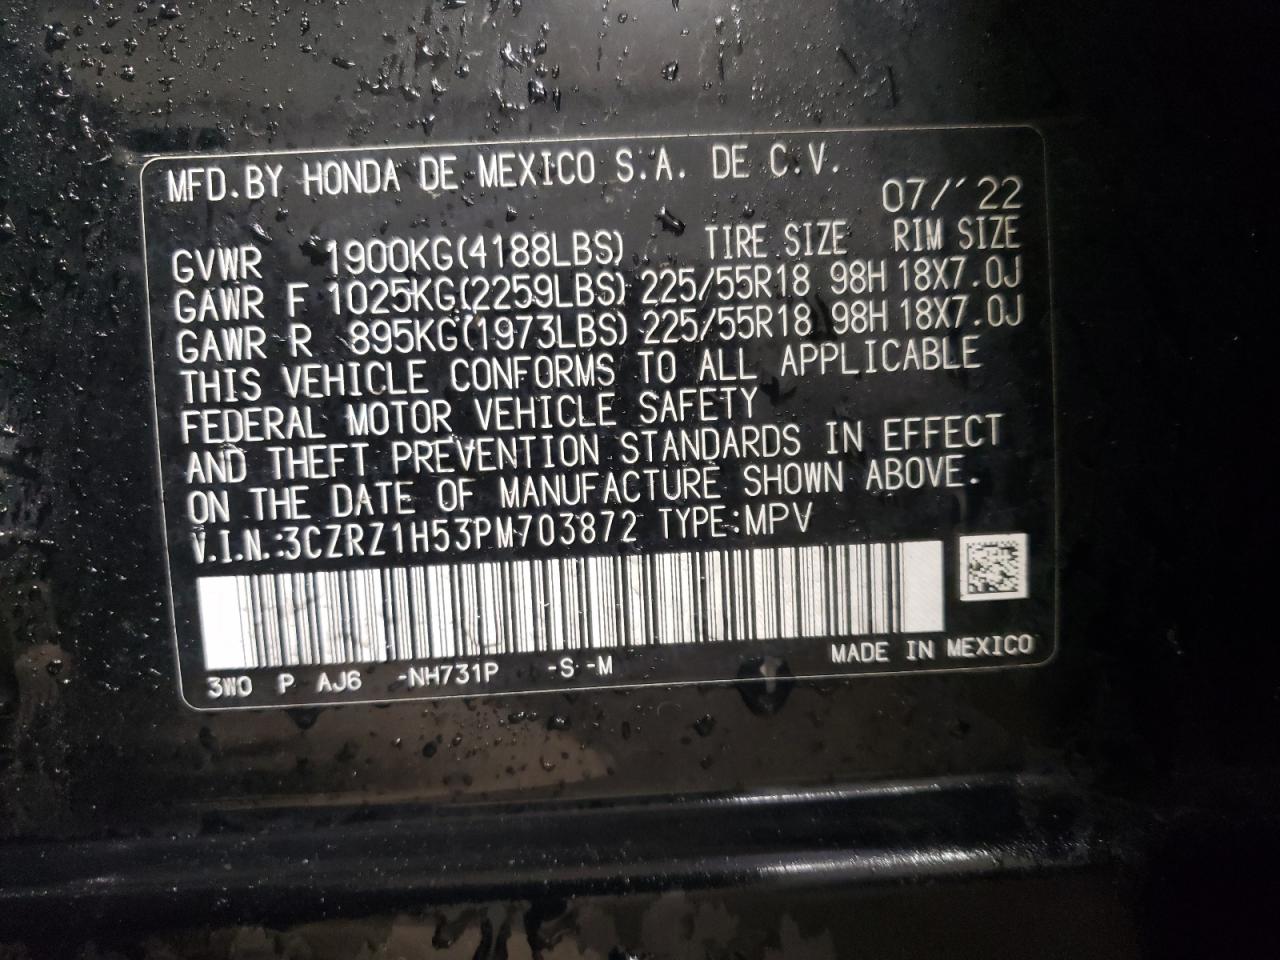 MFD. BY HONDA DE MEXICO S.A. DE C.V.
07/'22
GVWR 1900KG(4188LBS) TIRE SIZE RIM SIZE
GAWR F 1025KG(2259LBS) 225/55R18 98H 18X7.0J
GAWR R 895KG(1973LBS) 225/55R18 98H 18X7.0J
THIS VEHICLE CONFORMS TO ALL APPLICABLE
FEDERAL MOTOR VEHICLE SAFETY
AND THEFT PREVENTION STANDARDS IN EFFECT
ON THE DATE OF MANUFACTURE SHOWN ABOVE.
V.I.N.:3CZRZ1H53PM703872 TYPE:MPV
MADE IN MEXICO
3W0 P AJ6 -NH731P -S -M